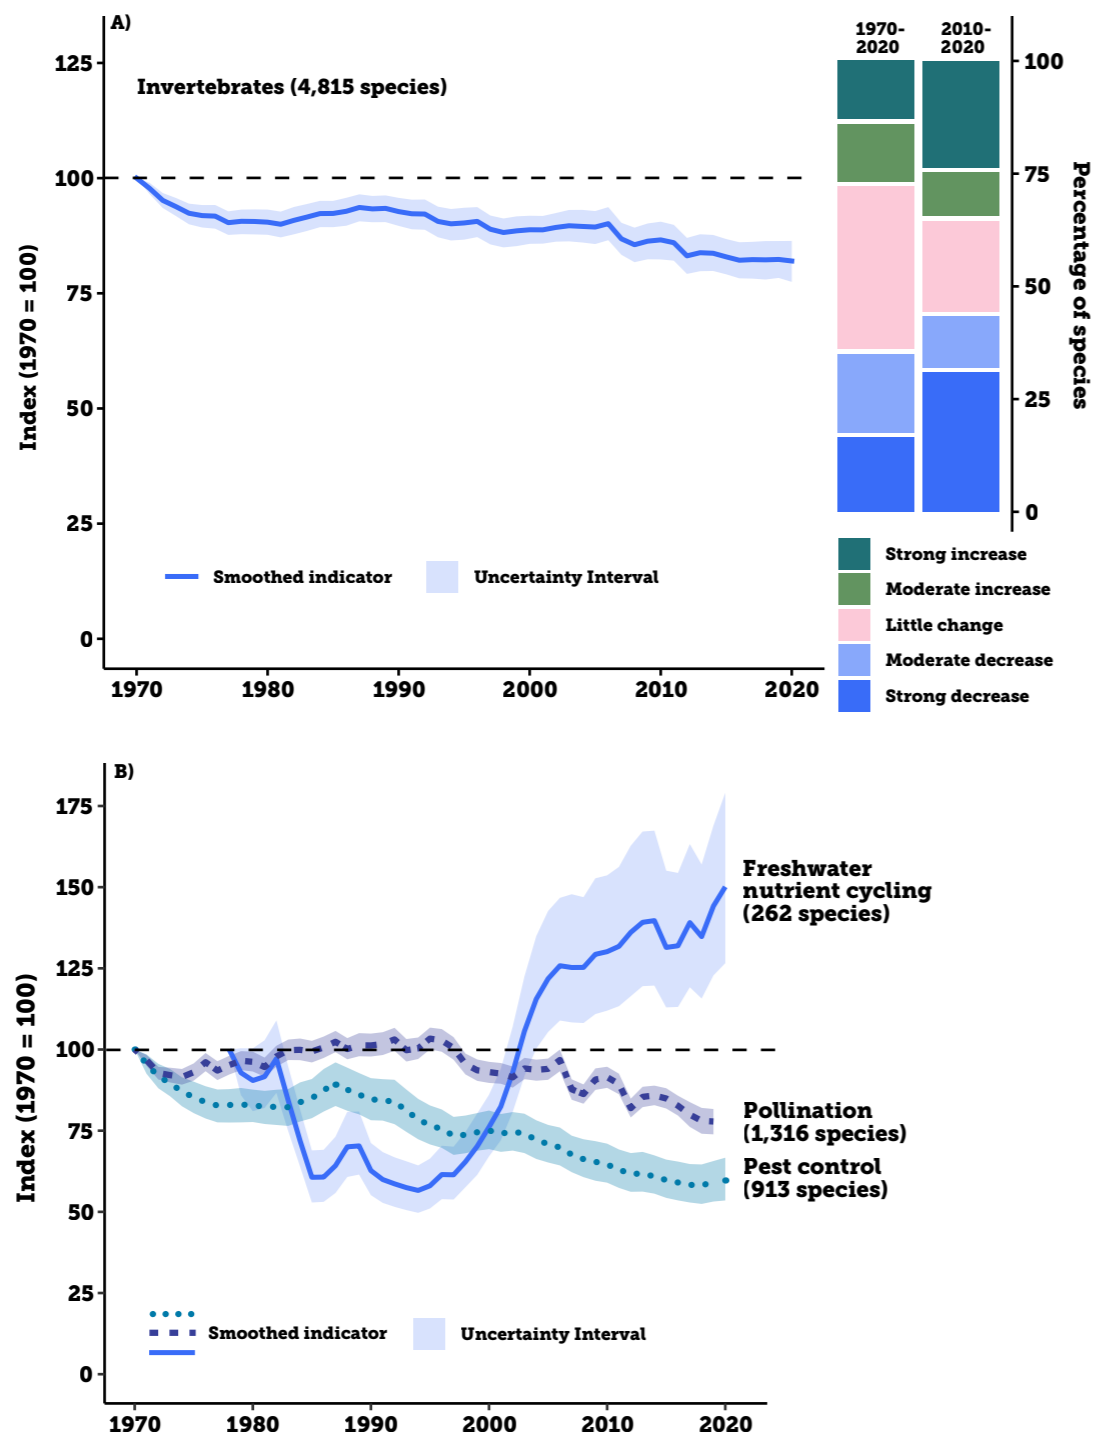 A)
1970-
2020
2010-
2020
125
100
75
50
25
0
Index (1970 = 100)
Invertebrates (4,815 species)
100
75
50
25
0
Percentage of species
Smoothed indicator
Uncertainty Interval
Strong increase
Moderate increase
Little change
Moderate decrease
Strong decrease
1970 1980 1990 2000 2010 2020
B)
175
150
125
100
75
50
25
0
Index (1970 = 100)
Freshwater
nutrient cycling
(262 species)
Pollination
(1,316 species)
Pest control
(913 species)
Smoothed indicator
Uncertainty Interval
1970 1980 1990 2000 2010 2020